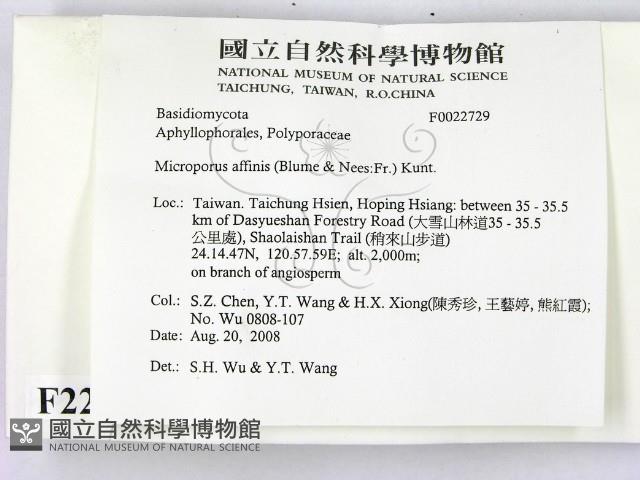 國立自然科學博物館
NATIONAL MUSEUM OF NATURAL SCIENCE
TAICHUNG, TAIWAN, R.O.CHINA
Basidiomycota F0022729
Aphyllophorales, Polyporaceae
Microporus affinis (Blume & Nees:Fr.) Kunt.
Loc.: Taiwan. Taichung Hsien, Hoping Hsiang: between 35 - 35.5
km of Dasyueshan Forestry Road (大雪山林道35 - 35.5
公里處), Shaolaishan Trail (稍來山步道)
24.14.47N, 120.57.59E; alt. 2,000m;
on branch of angiosperm
Col.: S.Z. Chen, Y.T. Wang & H.X. Xiong(陳秀珍, 王藝婷, 熊紅霞);
No. Wu 0808-107
Date: Aug. 20, 2008
Det.: S.H. Wu & Y.T. Wang
F22
國立自然科學博物館
NATIONAL MUSEUM OF NATURAL SCIENCE